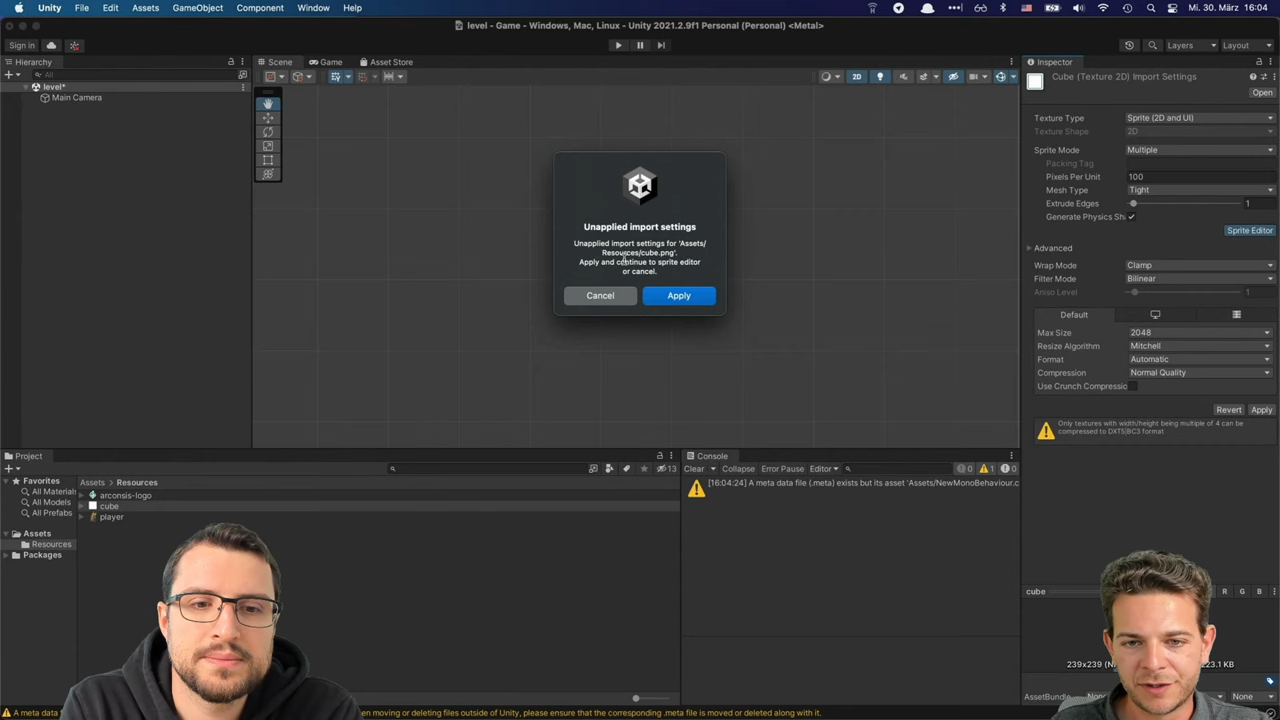 Unity File Edit Assets GameObject Component Window Help Mi. 30. März 16:04
level - Game - Windows, Mac, Linux - Unity 2021.2.9f1 Personal (Personal) <Metal>
Sign in Layers Layout
Hierarchy
All
level*
Main Camera
Scene Game Asset Store
2D
Unapplied import settings
Unapplied import settings for 'Assets/
Resources/cube.png'.
Apply and continue to sprite editor
or cancel.
Cancel Apply
Inspector
Cube (Texture 2D) Import Settings
Open
Texture Type Sprite (2D and UI)
Texture Shape 2D
Sprite Mode Multiple
Packing Tag
Pixels Per Unit 100
Mesh Type Tight
Extrude Edges 1
Generate Physics Sha
Sprite Editor
Advanced
Wrap Mode Clamp
Filter Mode Bilinear
Aniso Level 1
Default
Max Size 2048
Resize Algorithm Mitchell
Format Automatic
Compression Normal Quality
Use Crunch Compressio
Revert Apply
Only textures with width/height being multiple of 4 can be
compressed to DXT5|BC3 format
Project
13
Favorites
All Materials
All Models
All Prefabs
Assets
Resources
Packages
Assets > Resources
arconsis-logo
cube
player
Console
Clear Collapse Error Pause Editor 0 1 0
[16:04:24] A meta data file (.meta) exists but its asset 'Assets/NewMonoBehaviour.c
cube R G B
239x239
AssetBundle None None
A meta data f
en moving or deleting files outside of Unity, please ensure that the corresponding .meta file is moved or deleted along with it.